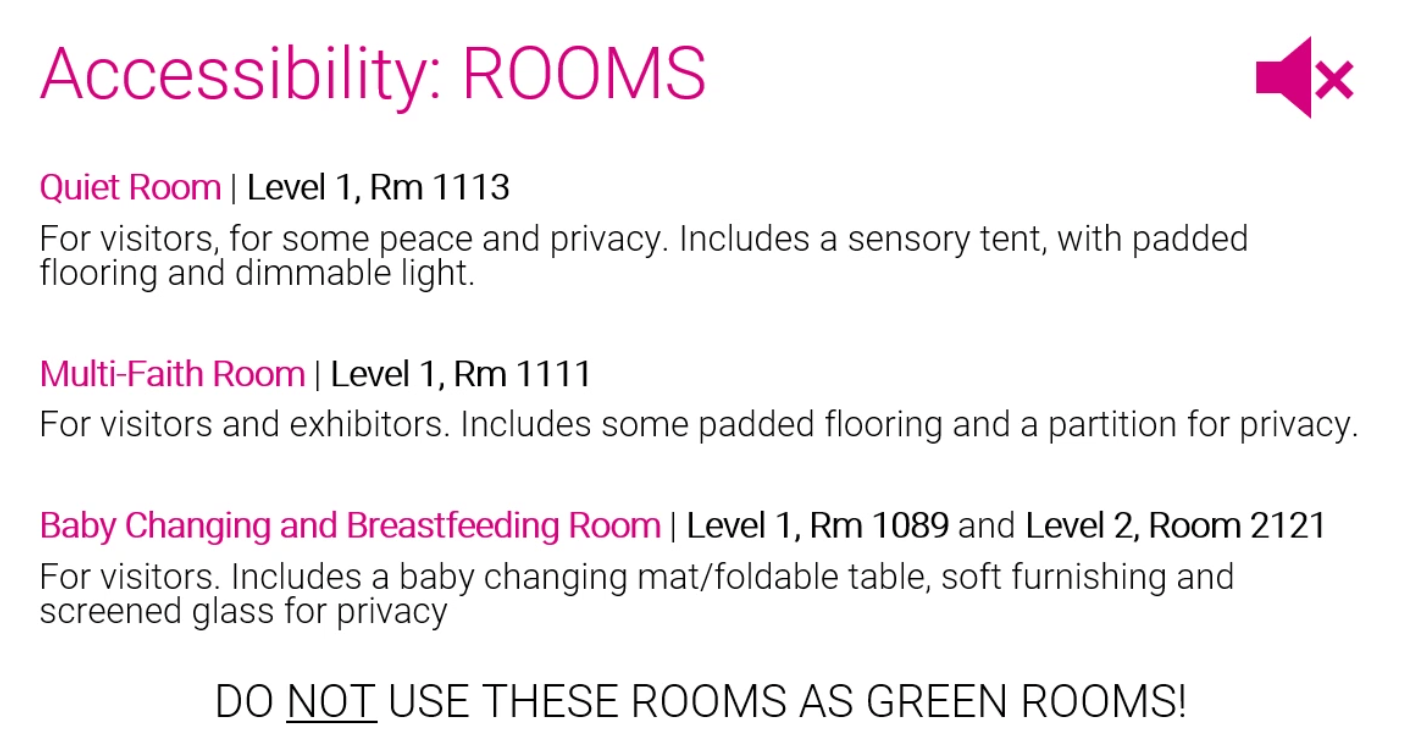 Accessibility: ROOMS
Quiet Room | Level 1, Rm 1113
For visitors, for some peace and privacy. Includes a sensory tent, with padded
flooring and dimmable light.
Multi-Faith Room | Level 1, Rm 1111
For visitors and exhibitors. Includes some padded flooring and a partition for privacy.
Baby Changing and Breastfeeding Room | Level 1, Rm 1089 and Level 2, Room 2121
For visitors. Includes a baby changing mat/foldable table, soft furnishing and
screened glass for privacy
DO NOT USE THESE ROOMS AS GREEN ROOMS!